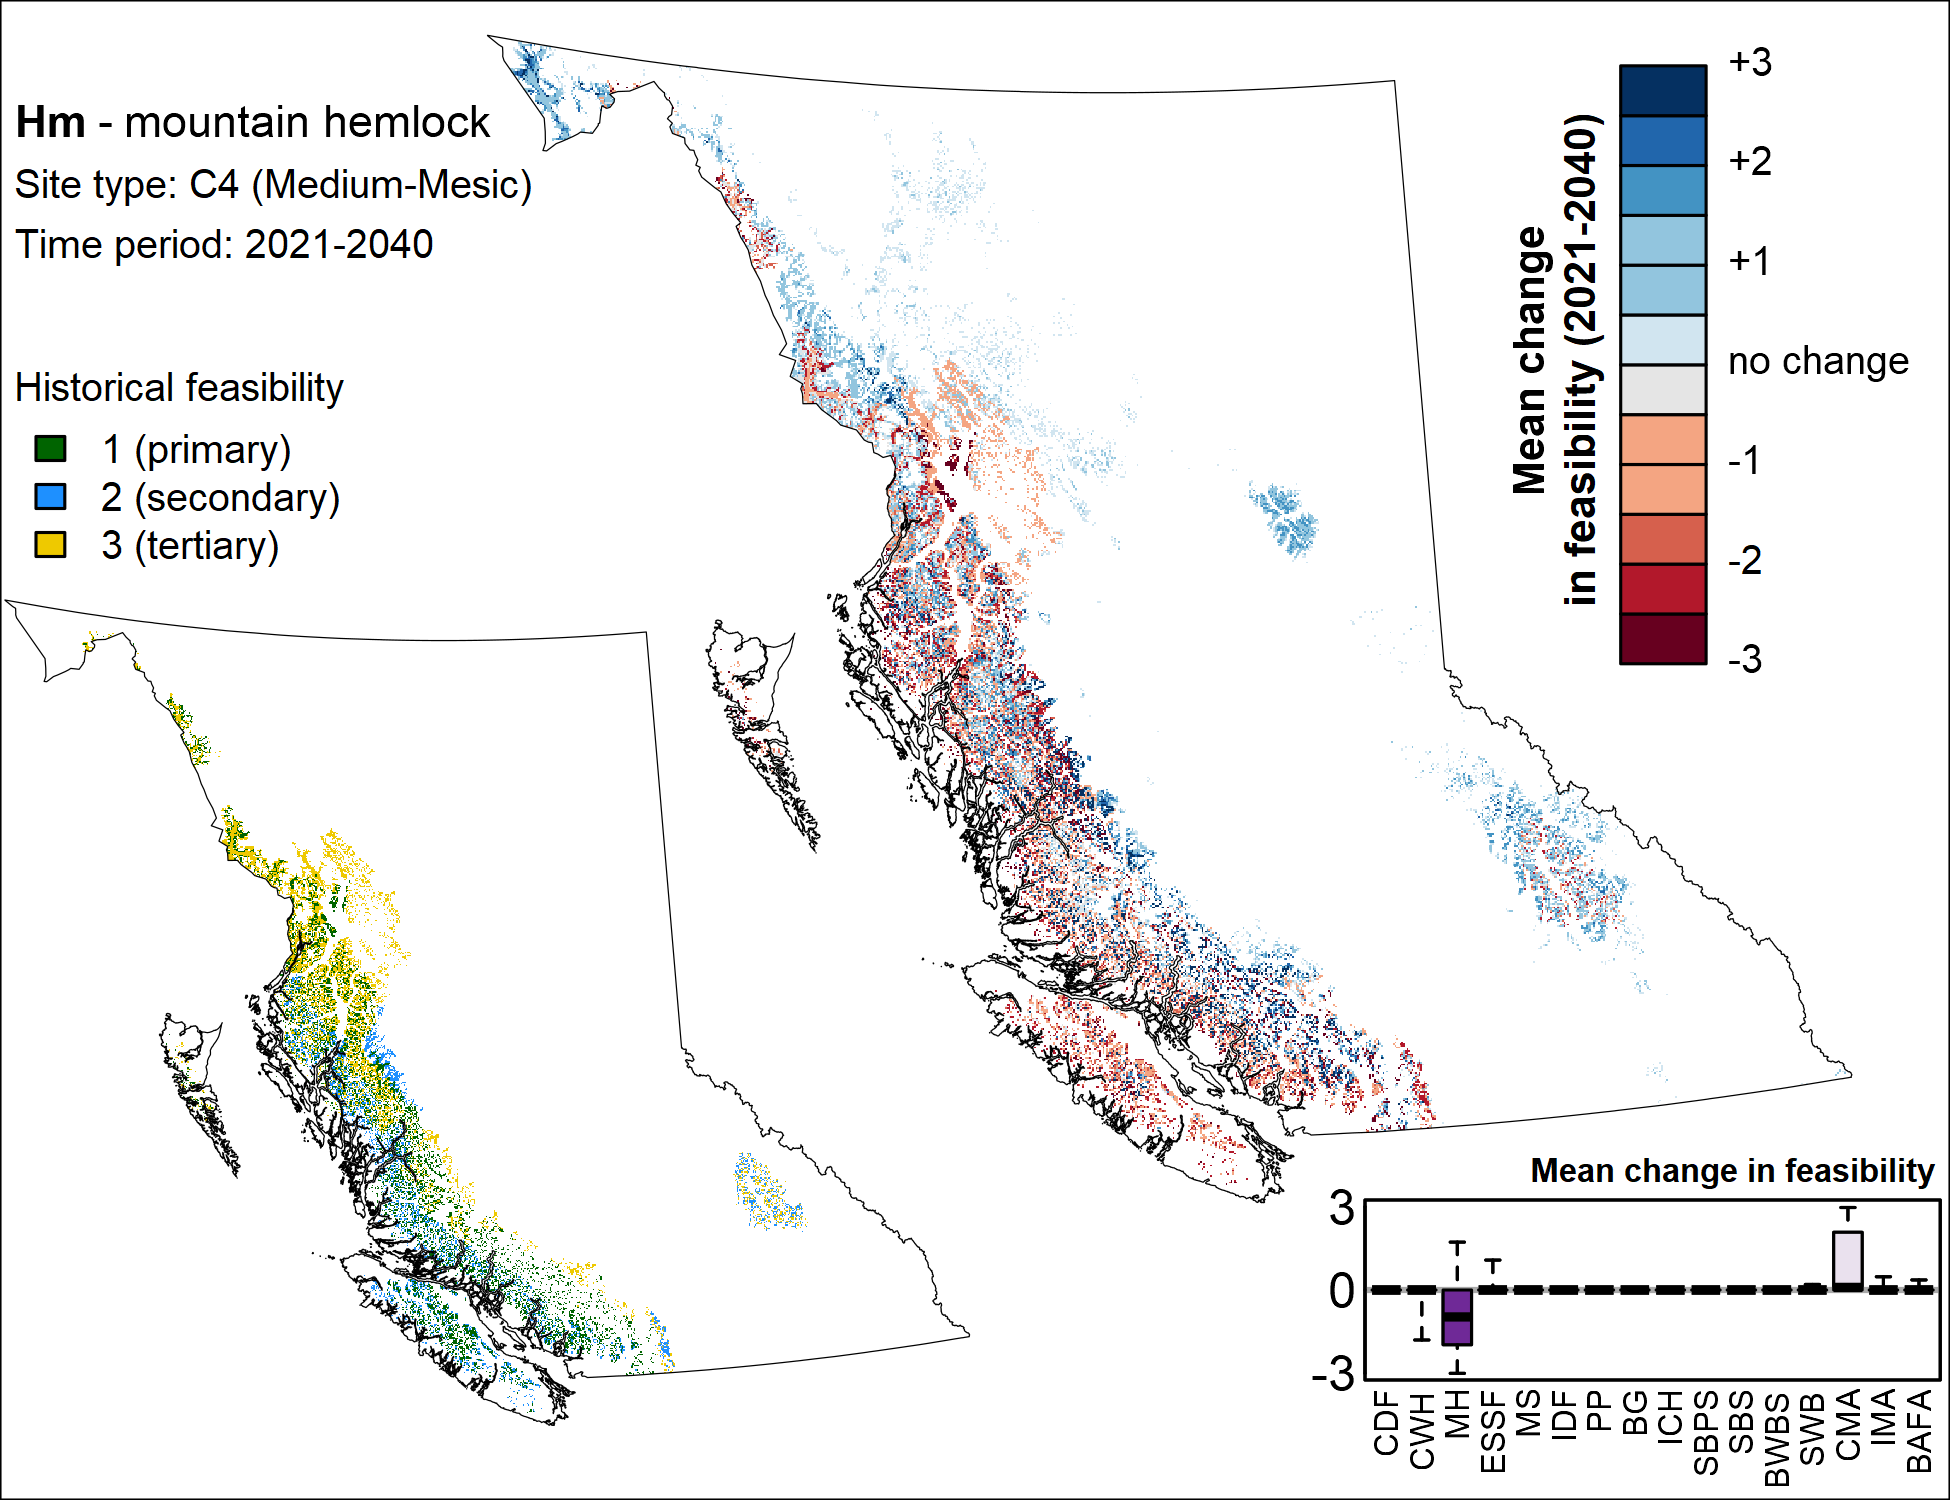 Hm - mountain hemlock
Site type: C4 (Medium-Mesic)
Time period: 2021-2040
Historical feasibility
1 (primary)
2 (secondary)
3 (tertiary)
Mean change
in feasibility (2021-2040)
+3
+2
+1
no change
-1
-2
-3
Mean change in feasibility
3
0
-3
CDF
CWH
MH
ESSF
MS
IDF
PP
BG
ICH
SBPS
SBS
BWBS
SWB
CMA
IMA
BAFA